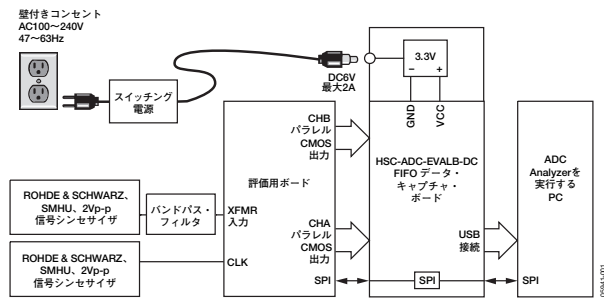 壁付きコンセント
AC100～240V
47～63Hz
スイッチング
電源
DC6V
最大2A
3.3V
− +
GND
VCC
CHB
パラレル
CMOS
出力
評価用ボード
HSC-ADC-EVALB-DC
FIFO データ・
キャプチャ・
ボード
ADC
Analyzerを
実行する
PC
ROHDE & SCHWARZ、
SMHU、2Vp-p
信号シンセサイザ
バンドパス・
フィルタ
XFMR
入力
CHA
パラレル
CMOS
出力
USB
接続
ROHDE & SCHWARZ、
SMHU、2Vp-p
信号シンセサイザ
CLK
SPI
SPI
SPI
05941-001